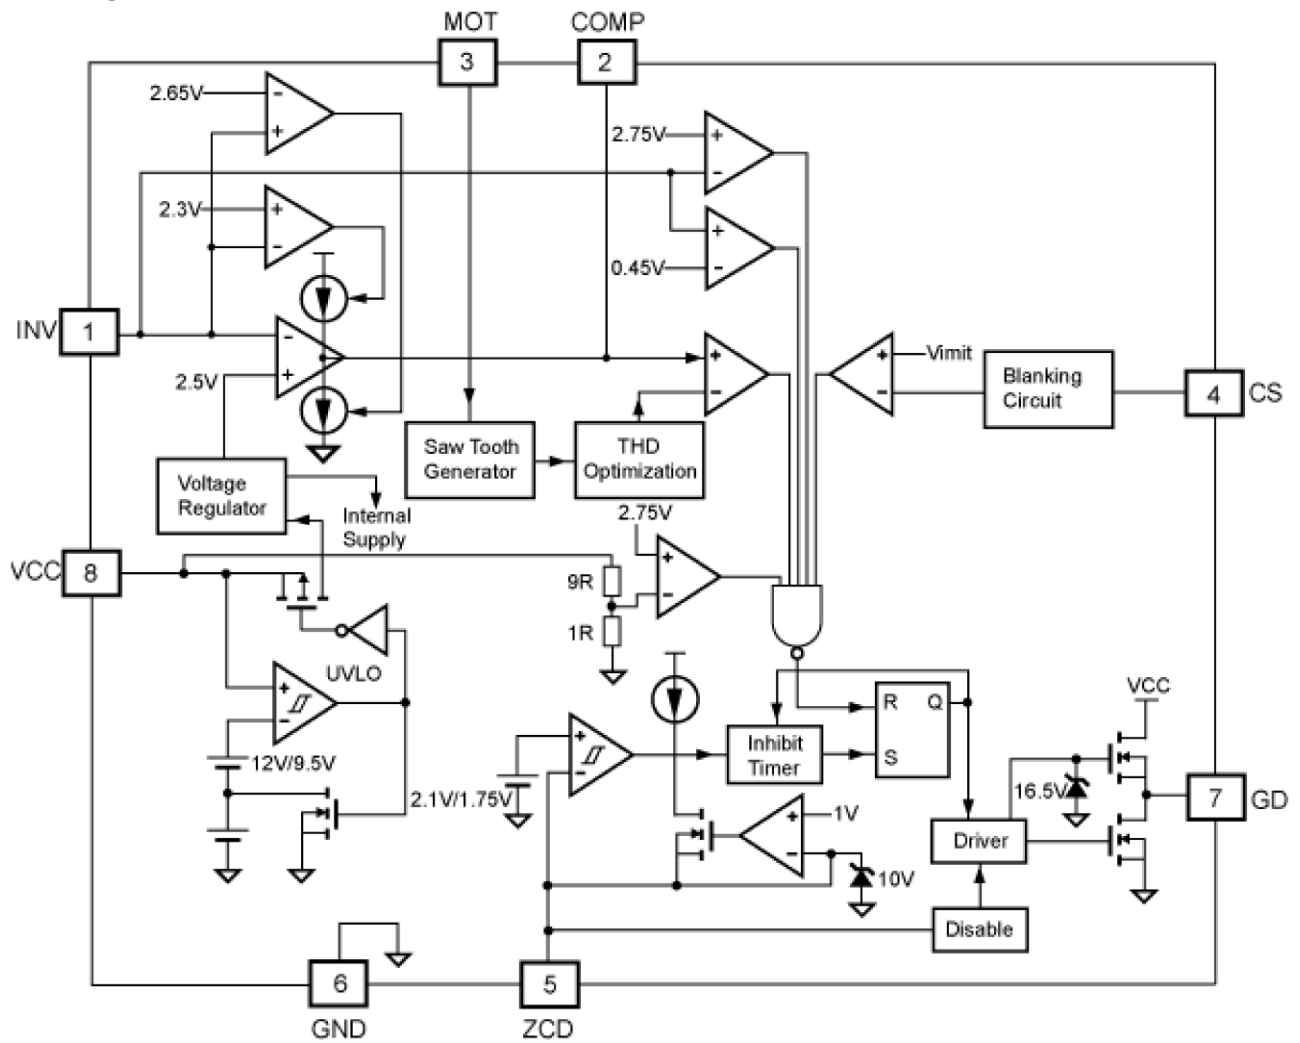 MOT
COMP
3
2
2.65V
-
+
2.75V
+
-
2.3V
+
-
+
0.45V
-
INV
1
-
2.5V
+
+
-
+
Vimit
-
Blanking
Circuit
4
CS
Saw Tooth
Generator
THD
Optimization
Voltage
Regulator
Internal
Supply
2.75V
+
-
VCC
8
9R
1R
UVLO
+
-
12V/9.5V
VCC
R
Q
S
+
-
2.1V/1.75V
Inhibit
Timer
16.5V
7
GD
+
1V
-
Driver
10V
Disable
6
GND
5
ZCD